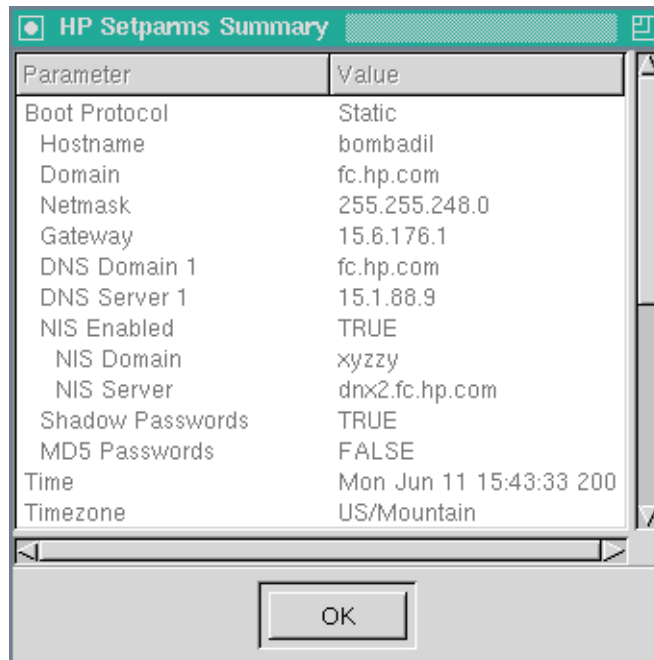 HP Setparms Summary
Parameter Value
Boot Protocol Static
Hostname bombadil
Domain fc.hp.com
Netmask 255.255.248.0
Gateway 15.6.176.1
DNS Domain 1 fc.hp.com
DNS Server 1 15.1.88.9
NIS Enabled TRUE
NIS Domain xyzzy
NIS Server dnx2.fc.hp.com
Shadow Passwords TRUE
MD5 Passwords FALSE
Time Mon Jun 11 15:43:33 200
Timezone US/Mountain
OK